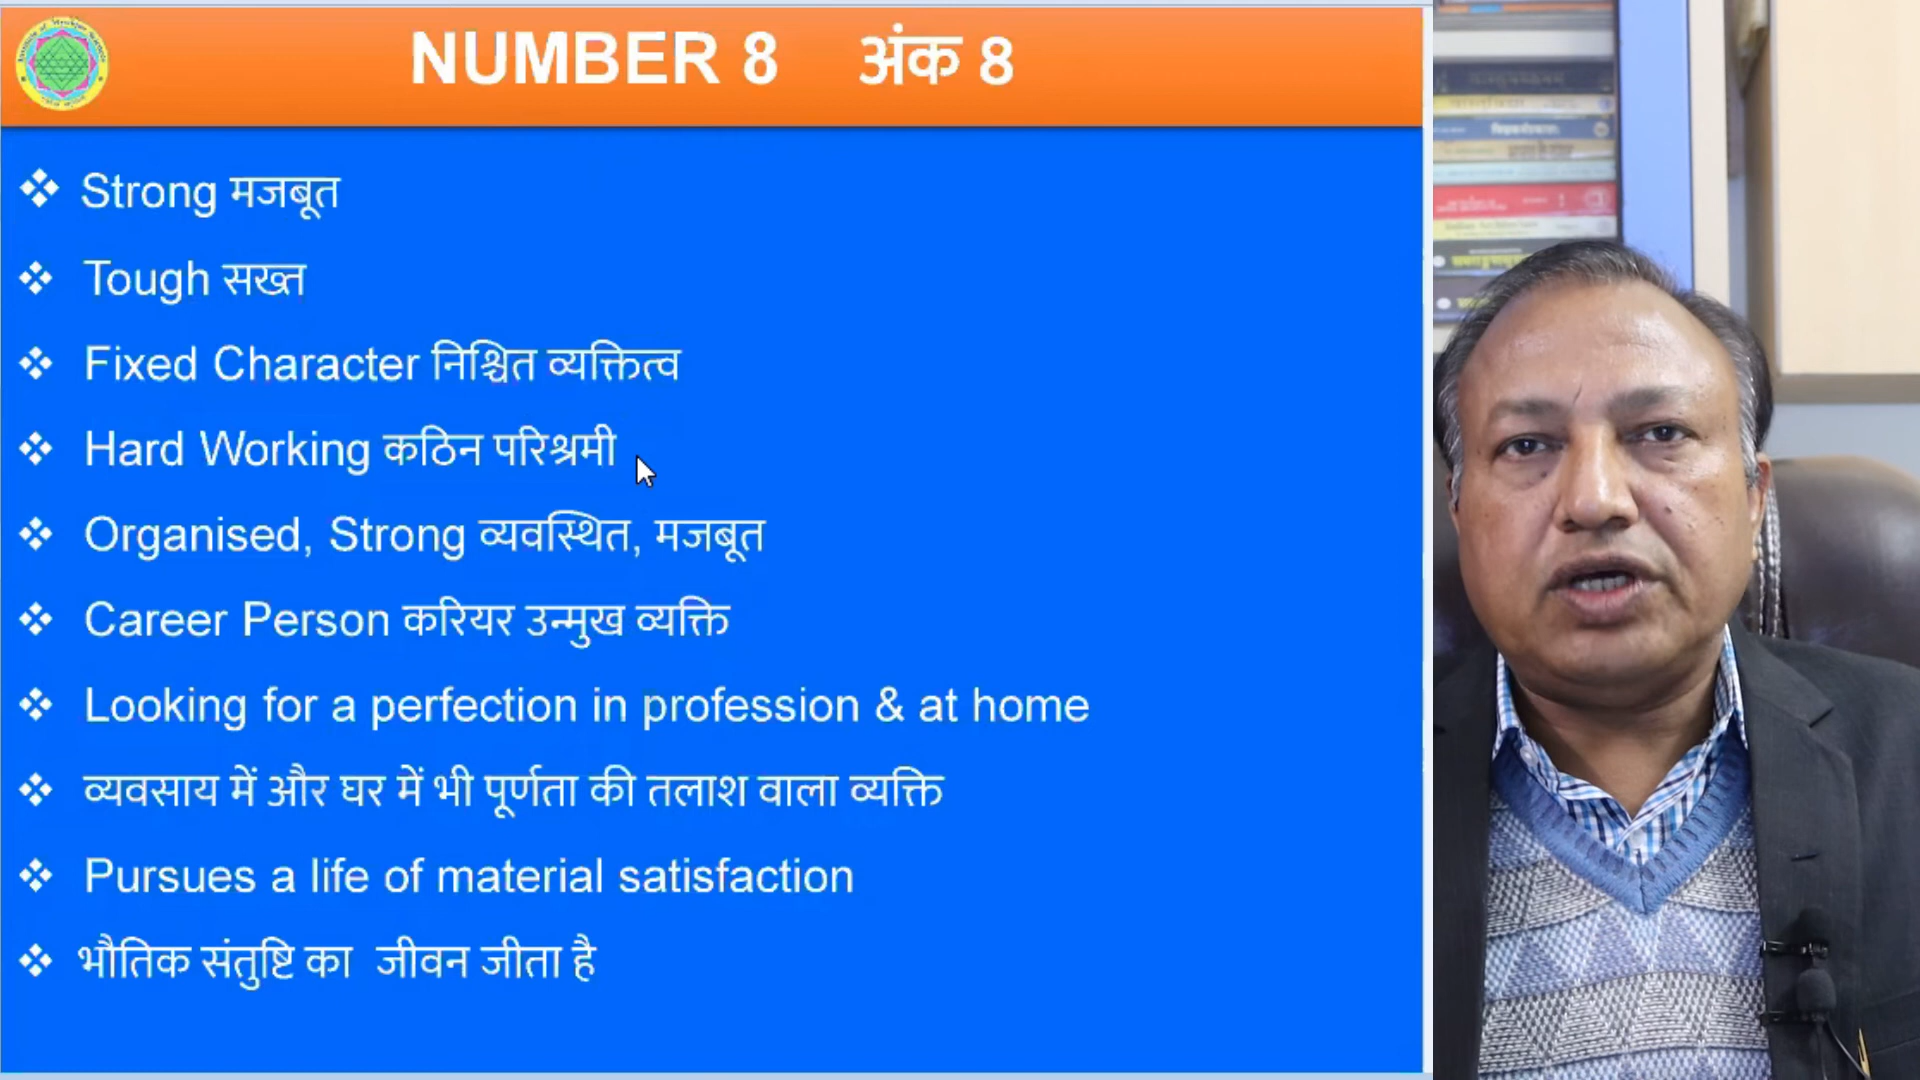 NUMBER 8 अंक 8
Strong मजबूत
Tough सख्त
Fixed Character निश्चित व्यक्तित्व
Hard Working कठिन परिश्रमी
Organised, Strong व्यवस्थित, मजबूत
Career Person करियर उन्मुख व्यक्ति
Looking for a perfection in profession & at home
व्यवसाय में और घर में भी पूर्णता की तलाश वाला व्यक्ति
Pursues a life of material satisfaction
भौतिक संतुष्टि का जीवन जीता है